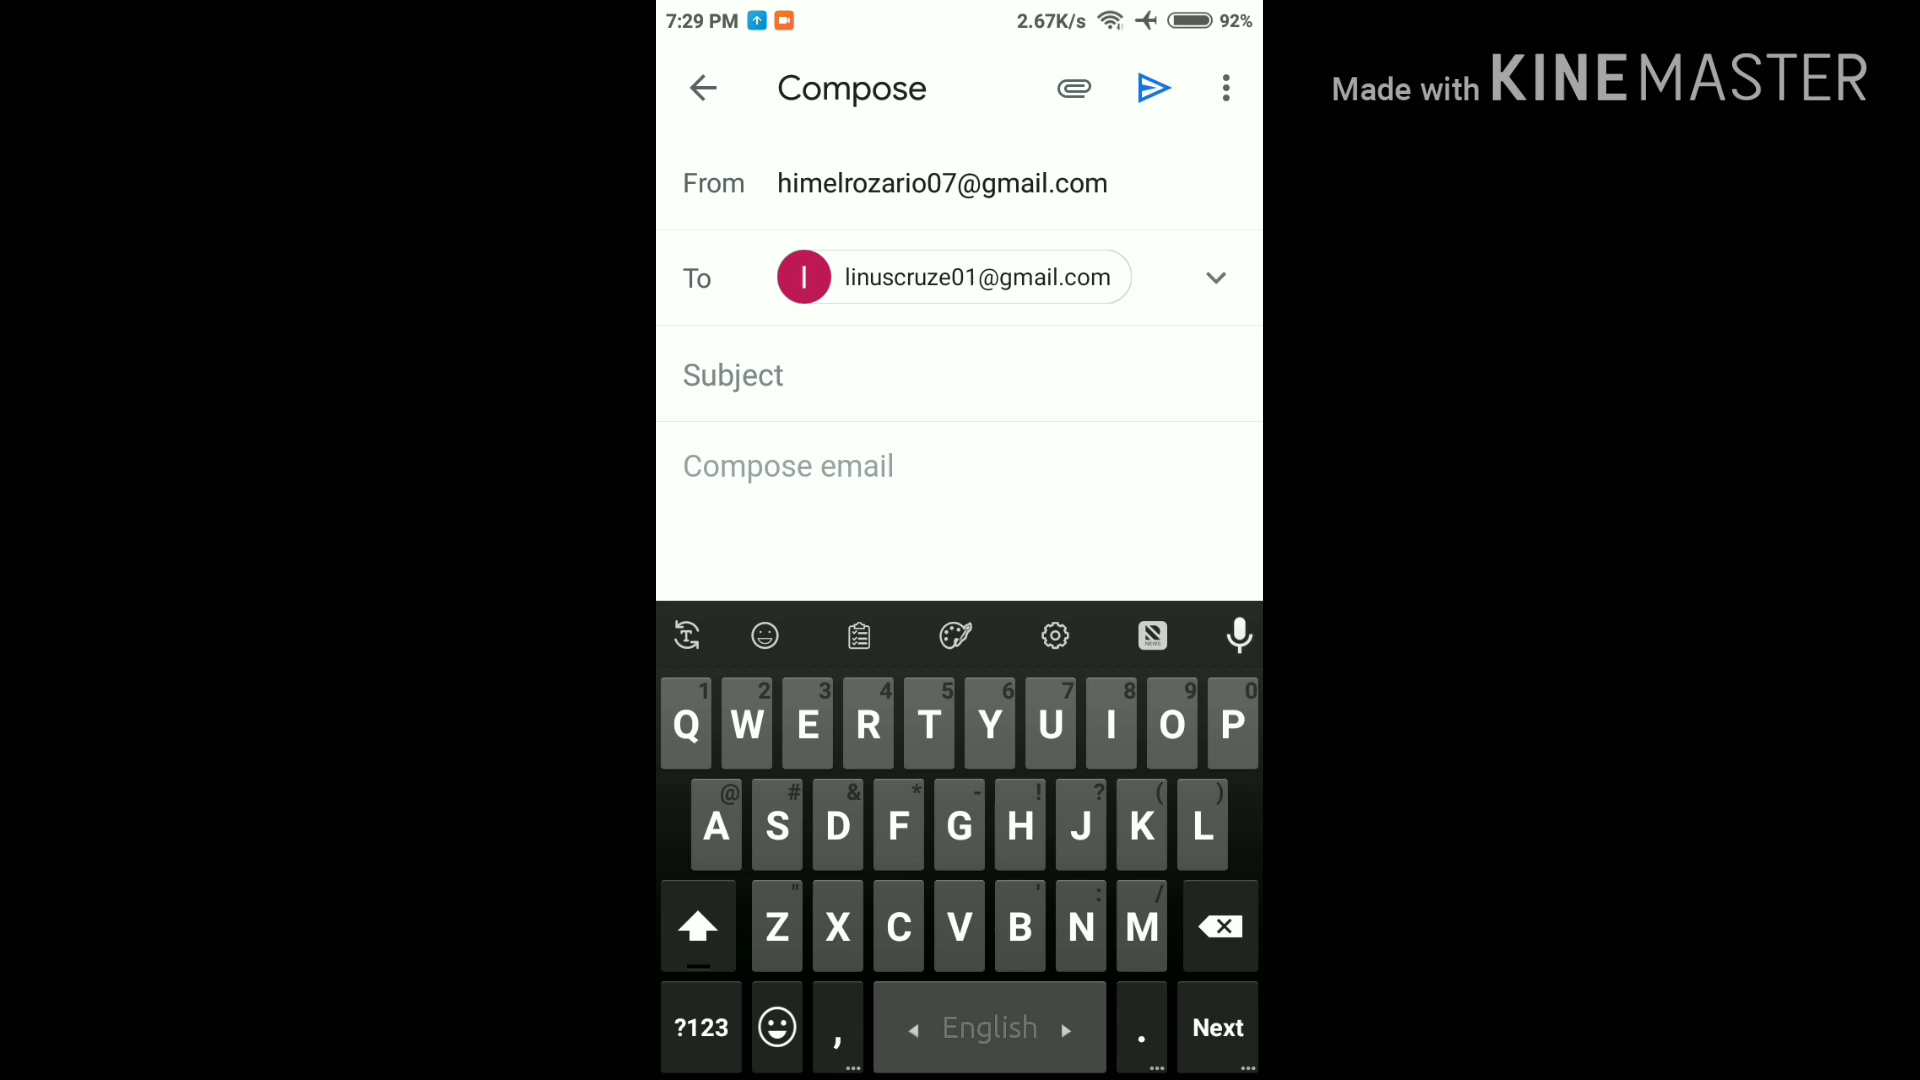 7:29 PM 2.67K/s 92%
Made with KINEMASTER
Compose
From himelrozario07@gmail.com
To l linuscruze01@gmail.com
Subject
Compose email
T NEWS
1 2 3 4 5 6 7 8 9 0
Q W E R T Y U I O P
@ # & * - ! ? ( )
A S D F G H J K L
" ' : /
Z X C V B N M
?123 , English . Next